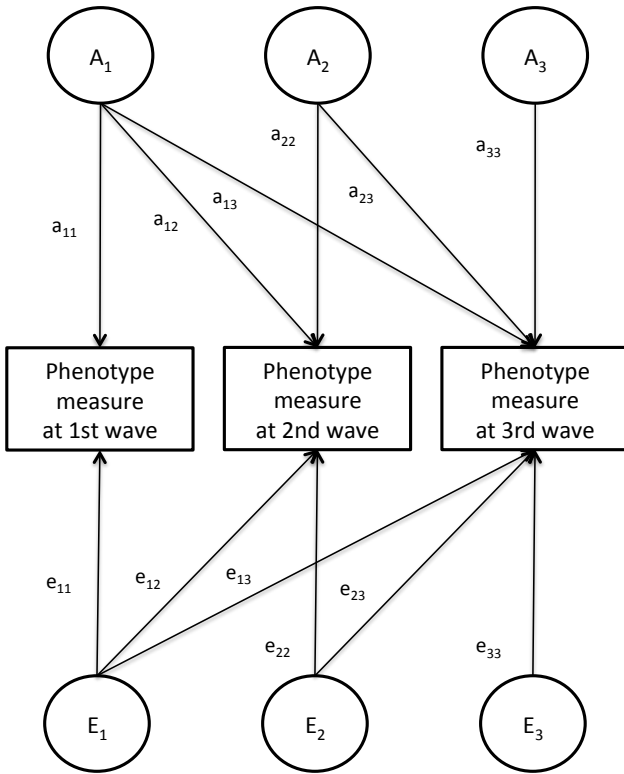 A₁ A₂ A₃
a₂₂
a₃₃
a₁₃ a₂₃
a₁₁ a₁₂
Phenotype
measure
at 1st wave
Phenotype
measure
at 2nd wave
Phenotype
measure
at 3rd wave
e₁₁ e₁₂ e₁₃
e₂₃
e₂₂ e₃₃
E₁ E₂ E₃